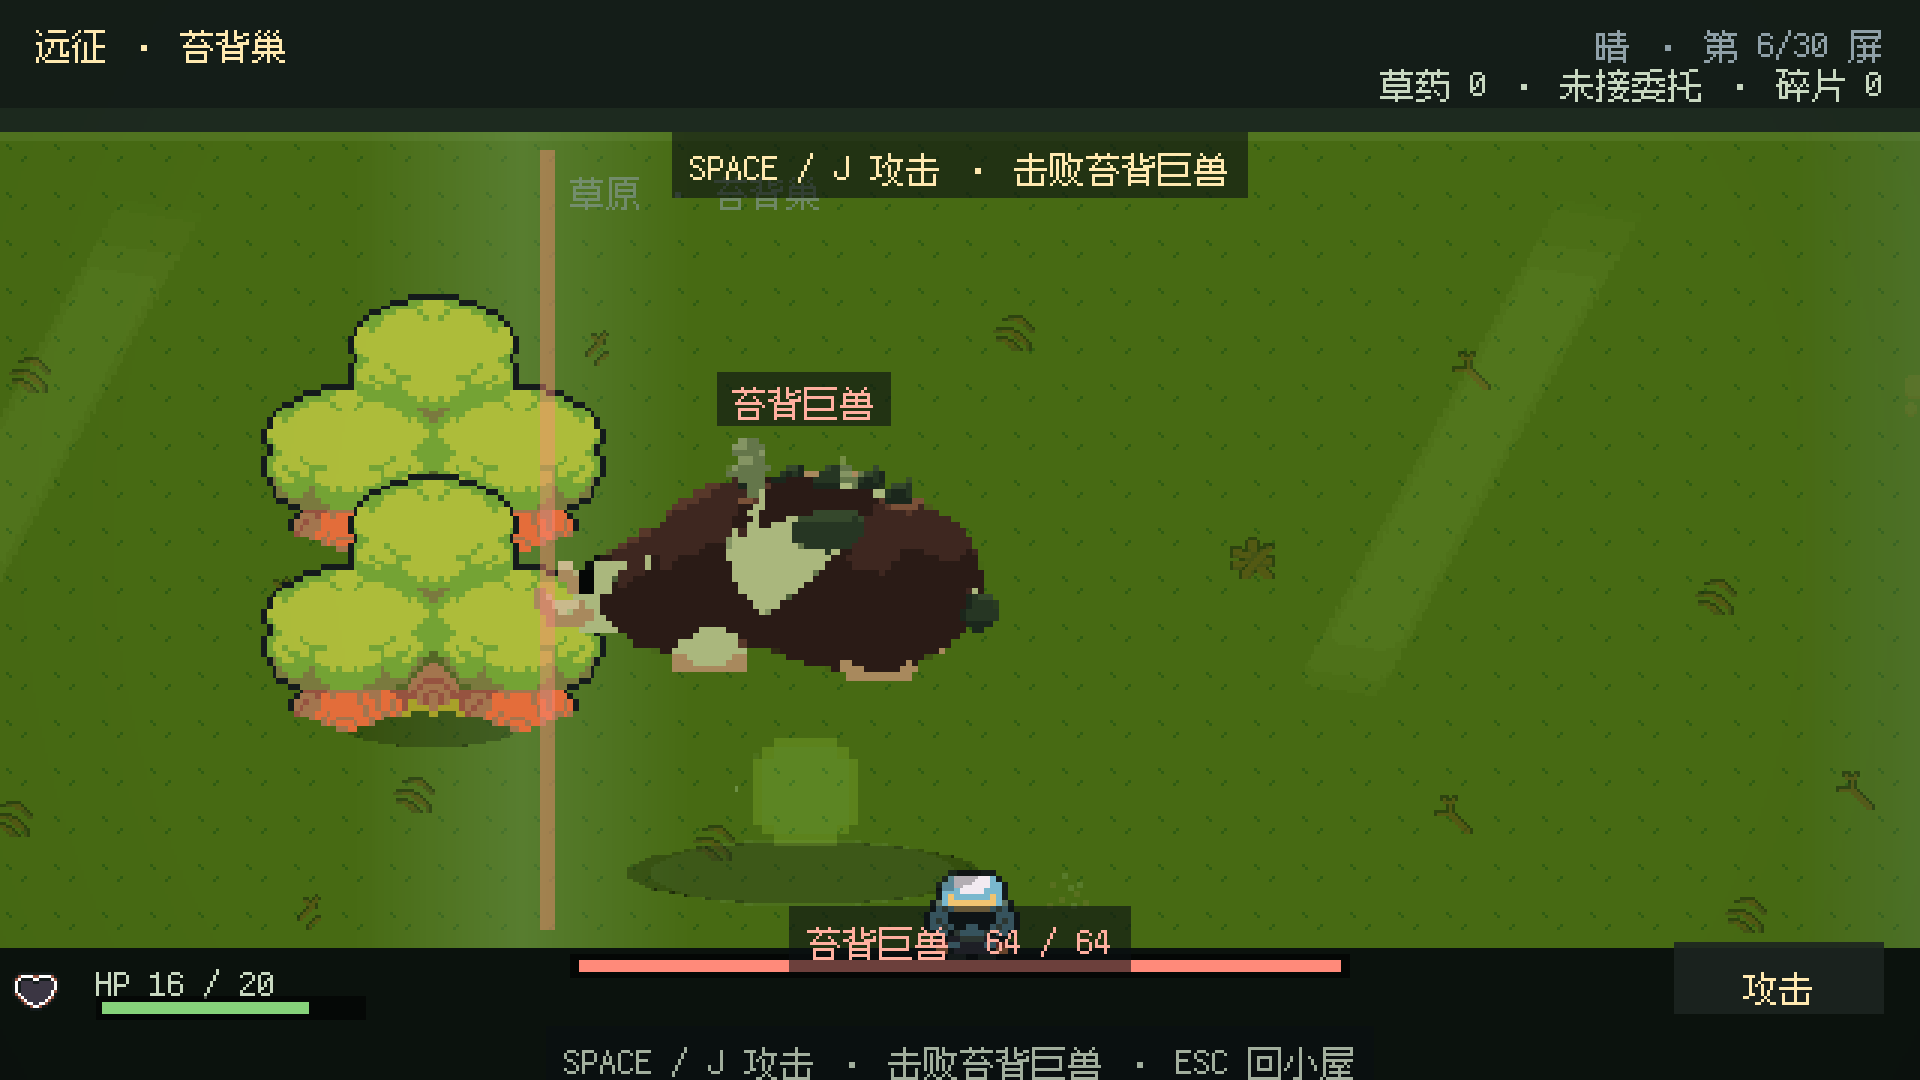 远征 · 苔背巢
晴 · 第 6/30 屏
草药 0 · 未接委托 · 碎片 0
SPACE / J 攻击 · 击败苔背巨兽
草原 · 苔背巢
苔背巨兽
苔背巨兽 64 / 64
HP 16 / 20
攻击
SPACE / J 攻击 · 击败苔背巨兽 · ESC 回小屋